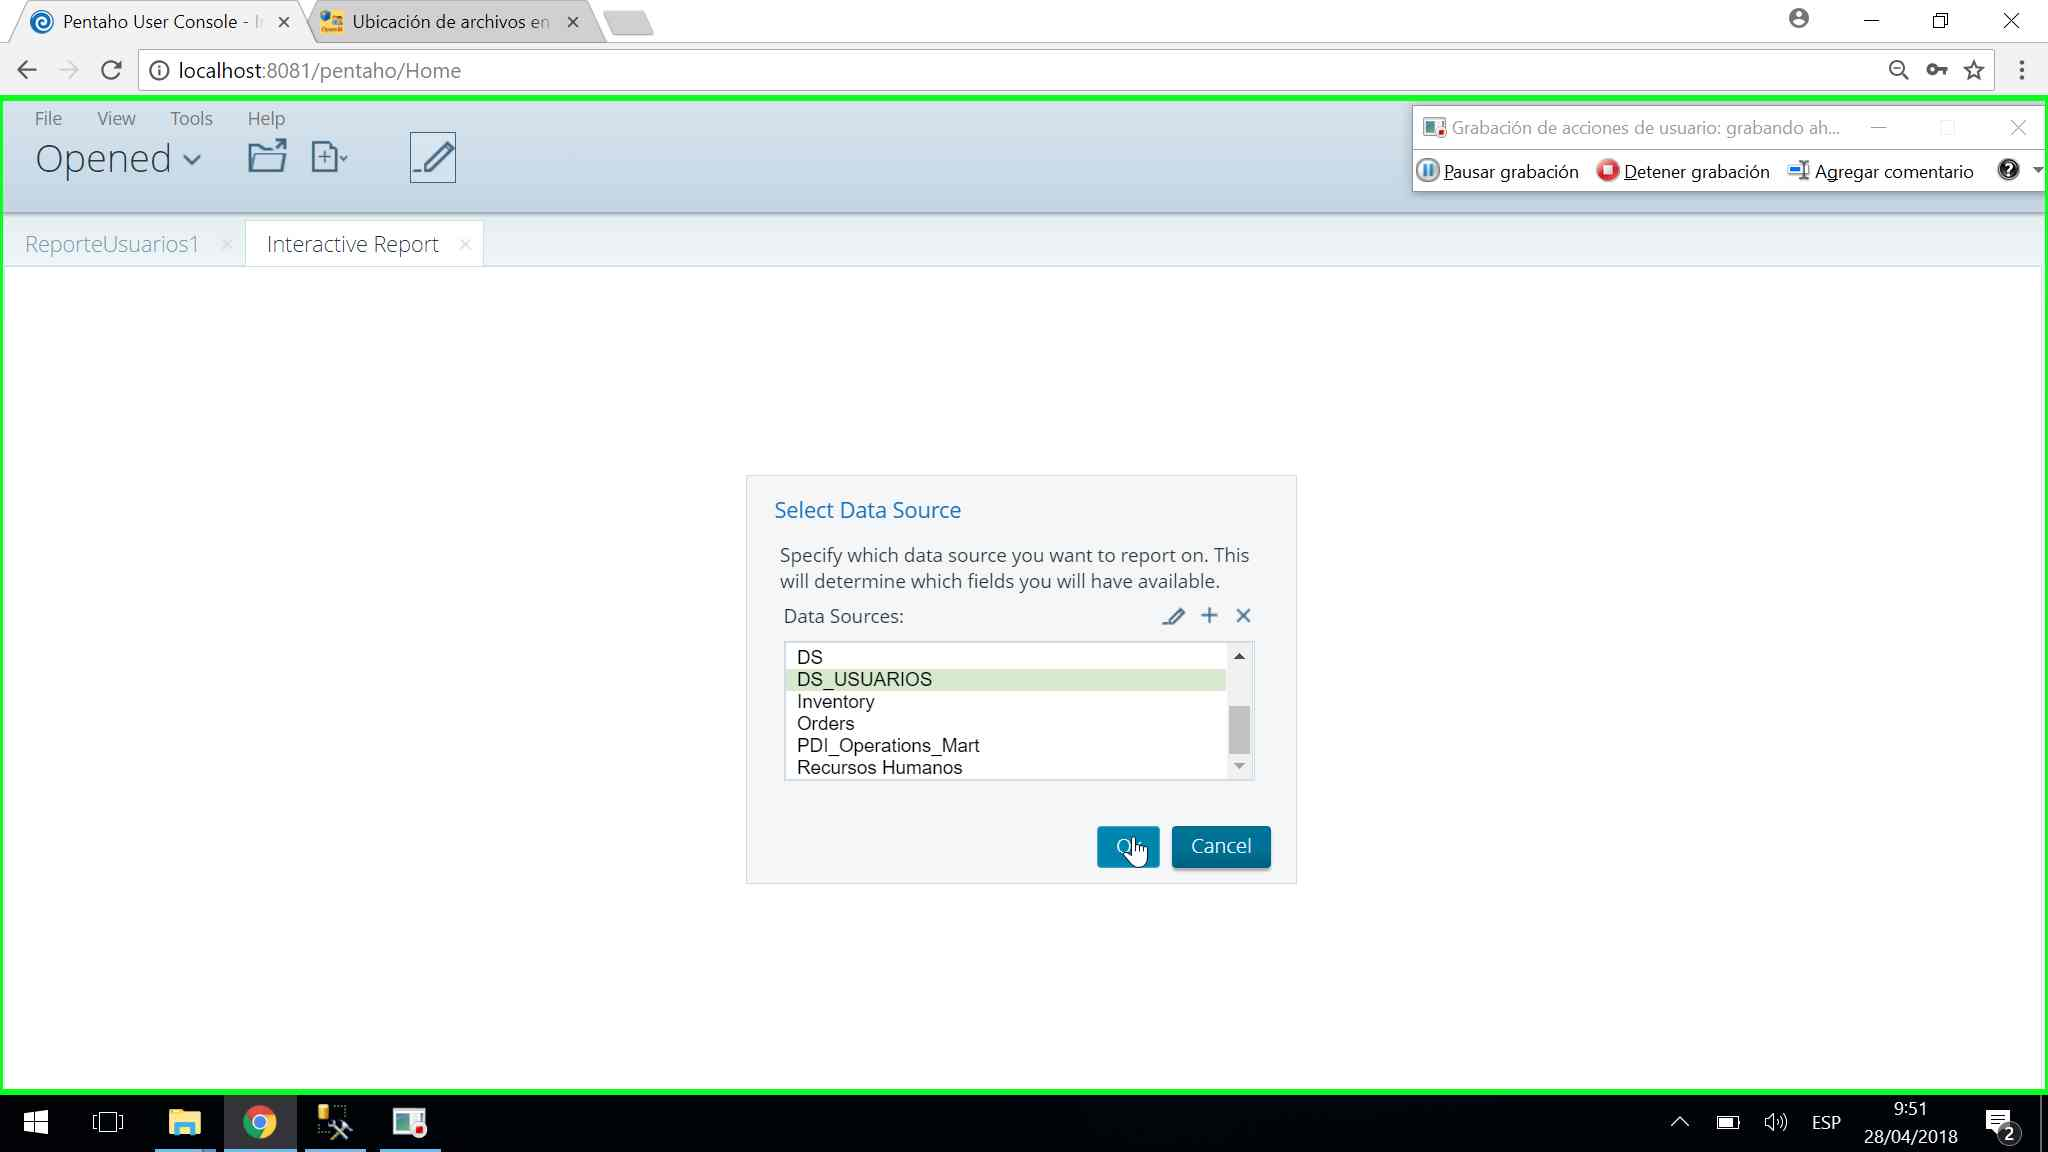 Pentaho User Console - I
Ubicación de archivos en
localhost:8081/pentaho/Home
File View Tools Help
Opened
Grabación de acciones de usuario: grabando ah...
Pausar grabación Detener grabación Agregar comentario
ReporteUsuarios1
Interactive Report
Select Data Source
Specify which data source you want to report on. This
will determine which fields you will have available.
Data Sources:
DS
DS_USUARIOS
Inventory
Orders
PDI_Operations_Mart
Recursos Humanos
Cancel
ESP
9:51
28/04/2018
2